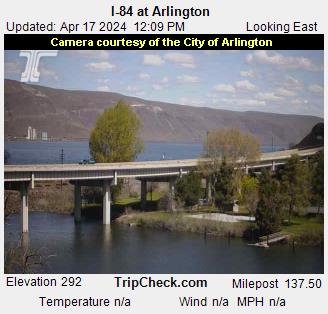 I-84 at Arlington
Updated: Apr 17 2024 12:09 PM Looking East
Camera courtesy of the City of Arlington
Elevation 292 TripCheck.com Milepost 137.50
Temperature n/a Wind n/a MPH n/a